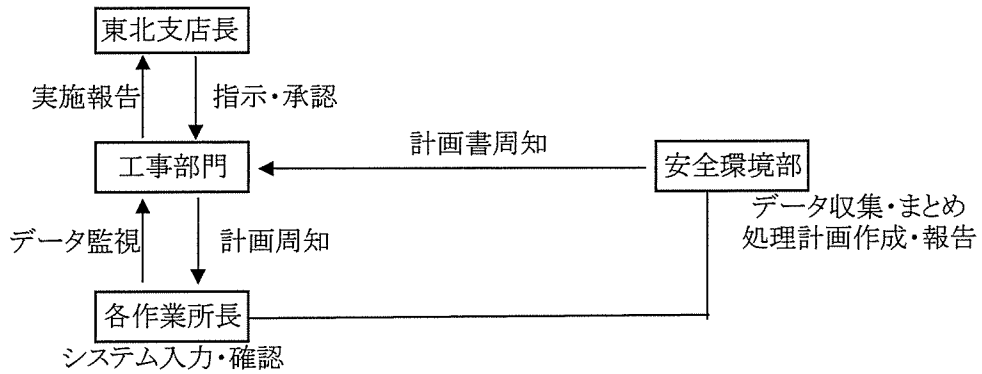 東北支店長
実施報告
指示・承認
計画書周知
工事部門
安全環境部
データ収集・まとめ
処理計画作成・報告
データ監視
計画周知
各作業所長
システム入力・確認